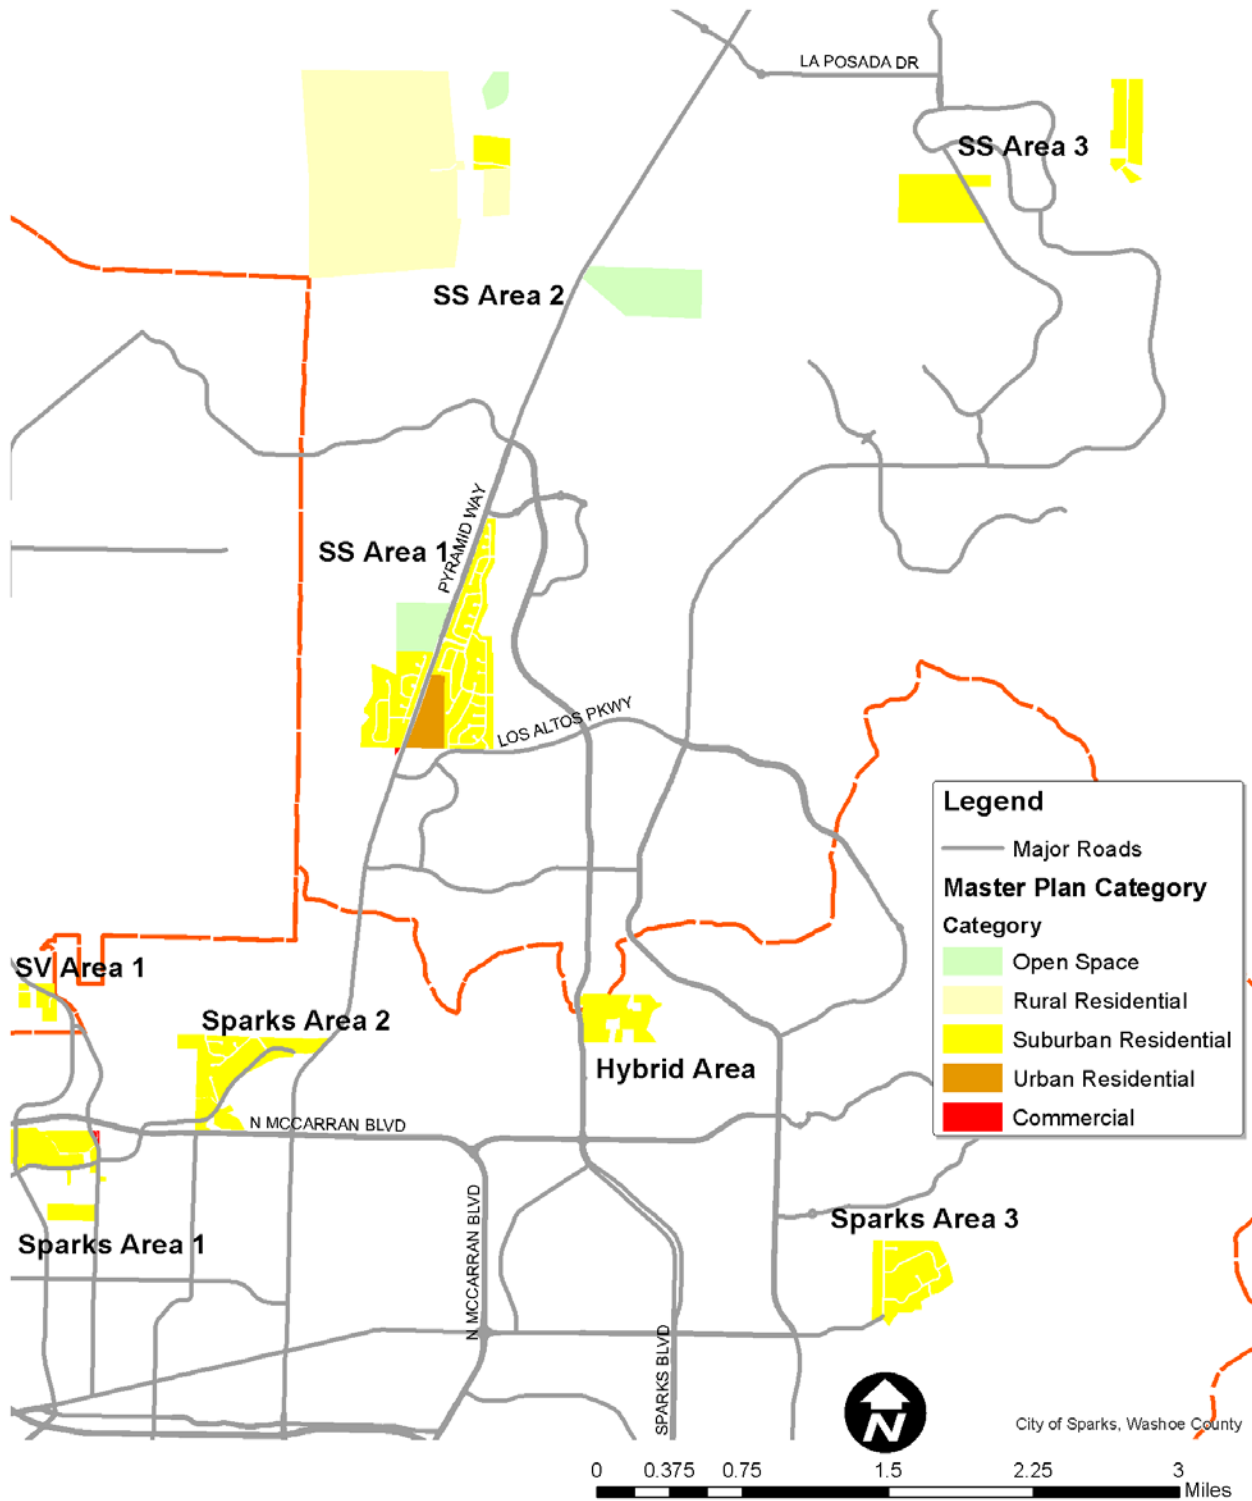 LA POSADA DR
SS Area 3
SS Area 2
PYRAMID WAY
SS Area 1
LOS ALTOS PKWY
Legend
Major Roads
Master Plan Category
Category
Open Space
Rural Residential
Suburban Residential
Urban Residential
Commercial
SV Area 1
Sparks Area 2
Hybrid Area
N MCCARRAN BLVD
N MCCARRAN BLVD
Sparks Area 3
Sparks Area 1
SPARKS BLVD
N
City of Sparks, Washoe County
0 0.375 0.75 1.5 2.25 3
Miles